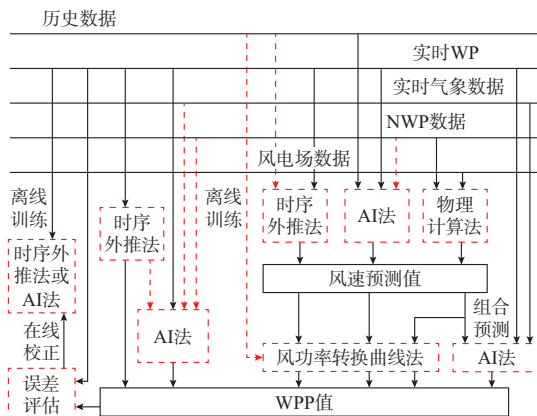 历史数据
实时WP
实时气象数据
NWP数据
风电场数据
离线
训练
时序
外推法
离线
训练
时序
外推法
AI法
物理
计算法
时序外
推法或
AI法
风速预测值
在线
校正
AI法
组合
预测
风功率转换曲线法
AI法
误差
评估
WPP值